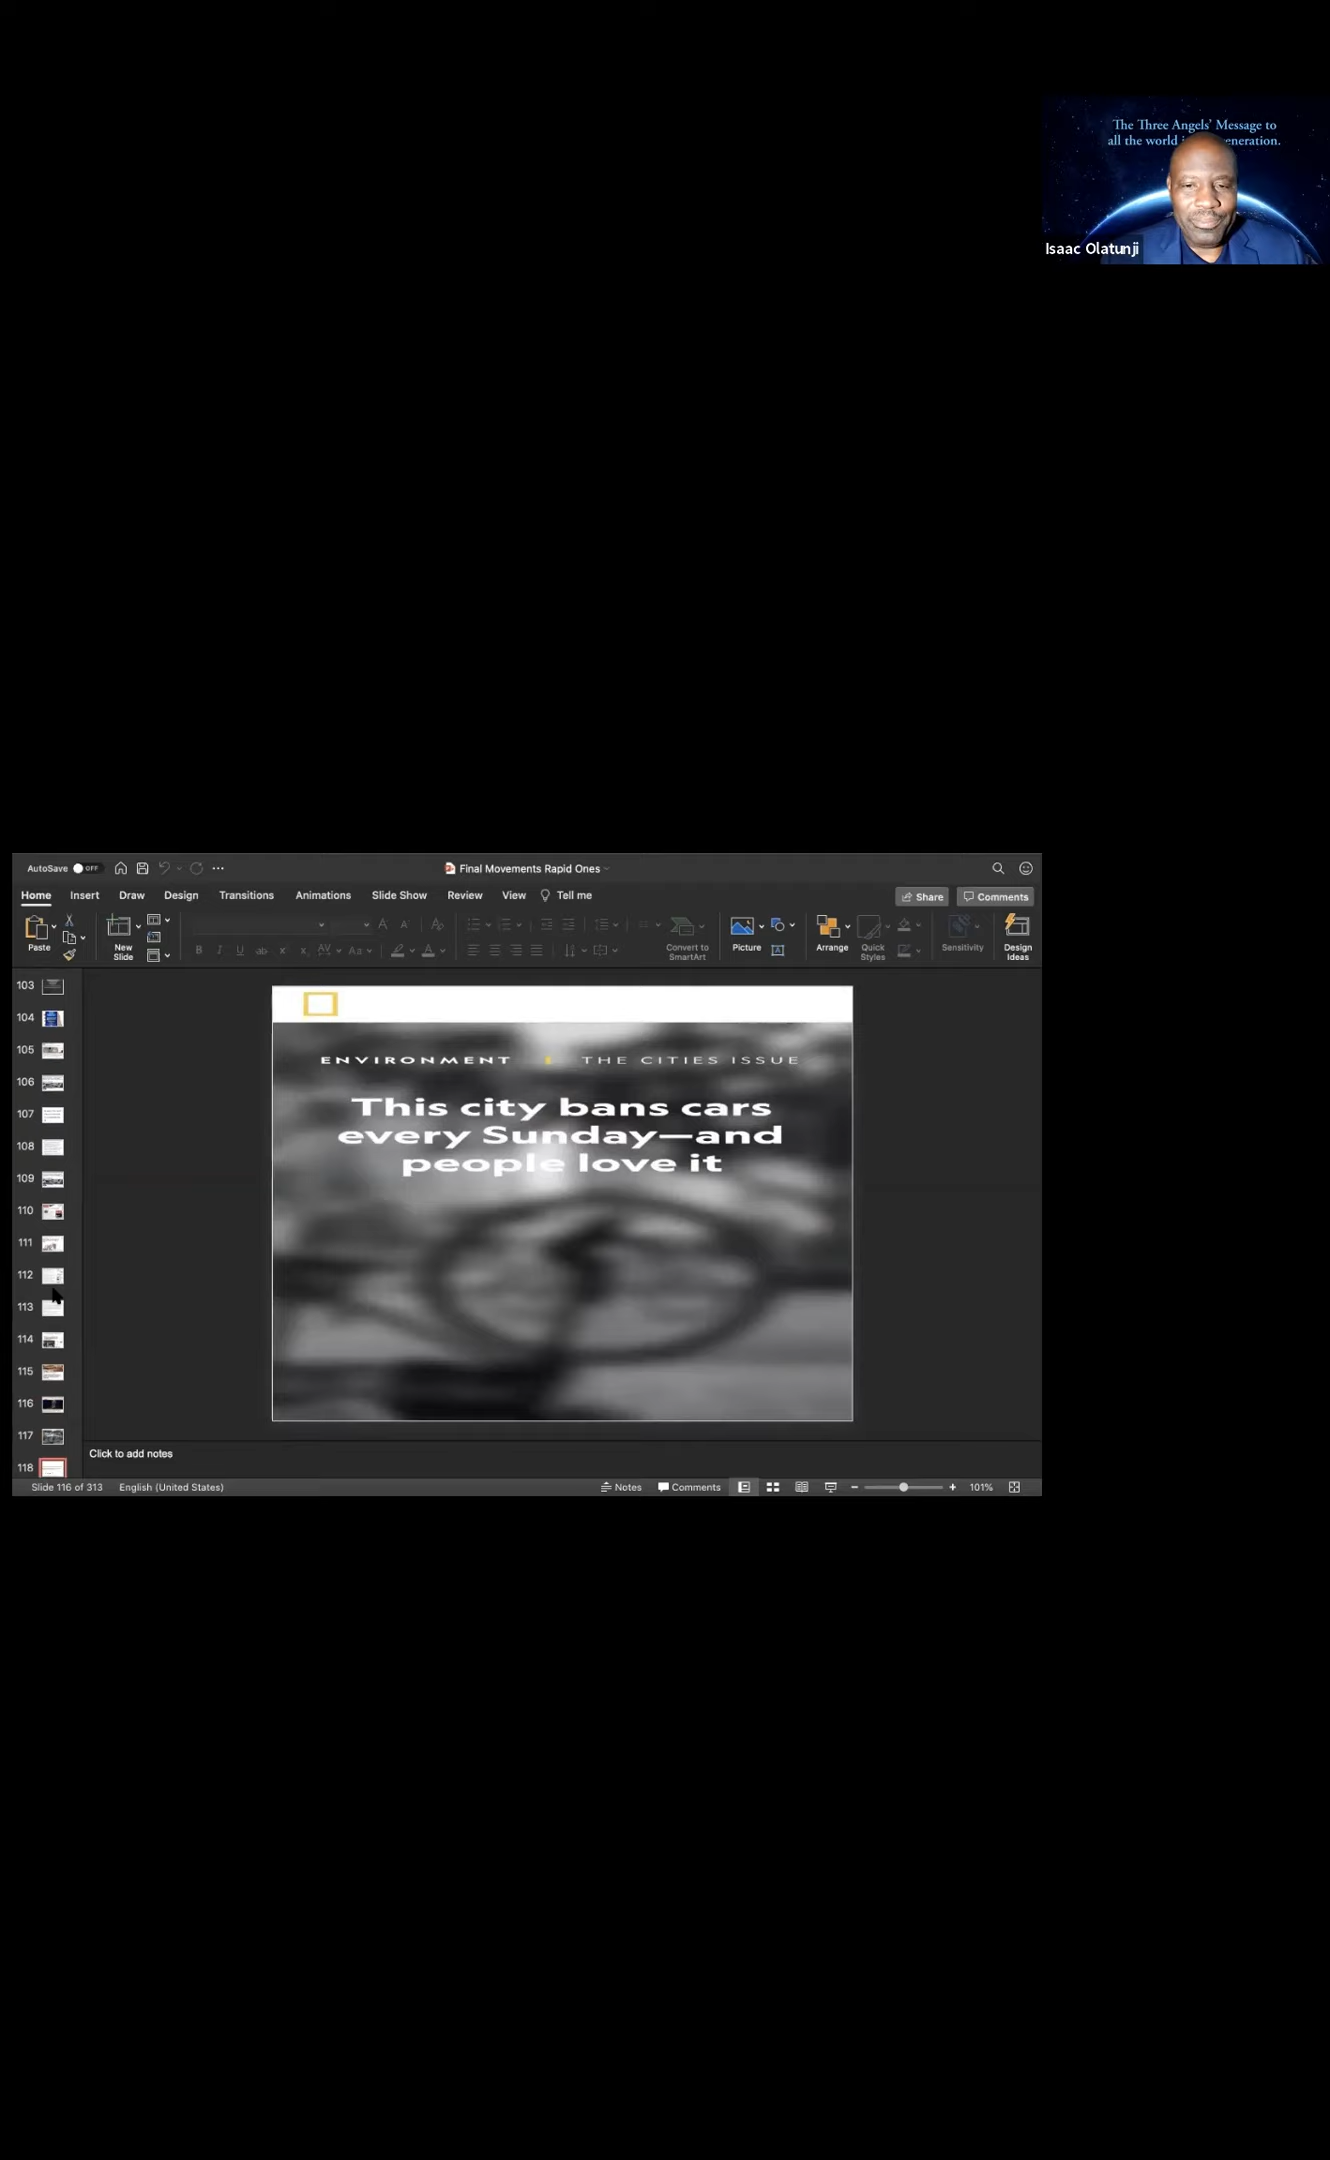 The Three Angels' Message to
all the world i eneration.
Isaac Olatunji
AutoSave OFF
Final Movements Rapid Ones
Home Insert Draw Design Transitions Animations Slide Show Review View Tell me
Share Comments
Paste
New
Slide
Convert to
SmartArt
Picture
Arrange
Quick
Styles
Sensitivity
Design
Ideas
103
104
105
106
107
108
109
110
111
112
113
114
115
116
117
118
ENVIRONMENT THE CITIES ISSUE
This city bans cars
every Sunday—and
people love it
Click to add notes
Slide 116 of 313 English (United States) Notes Comments 101%